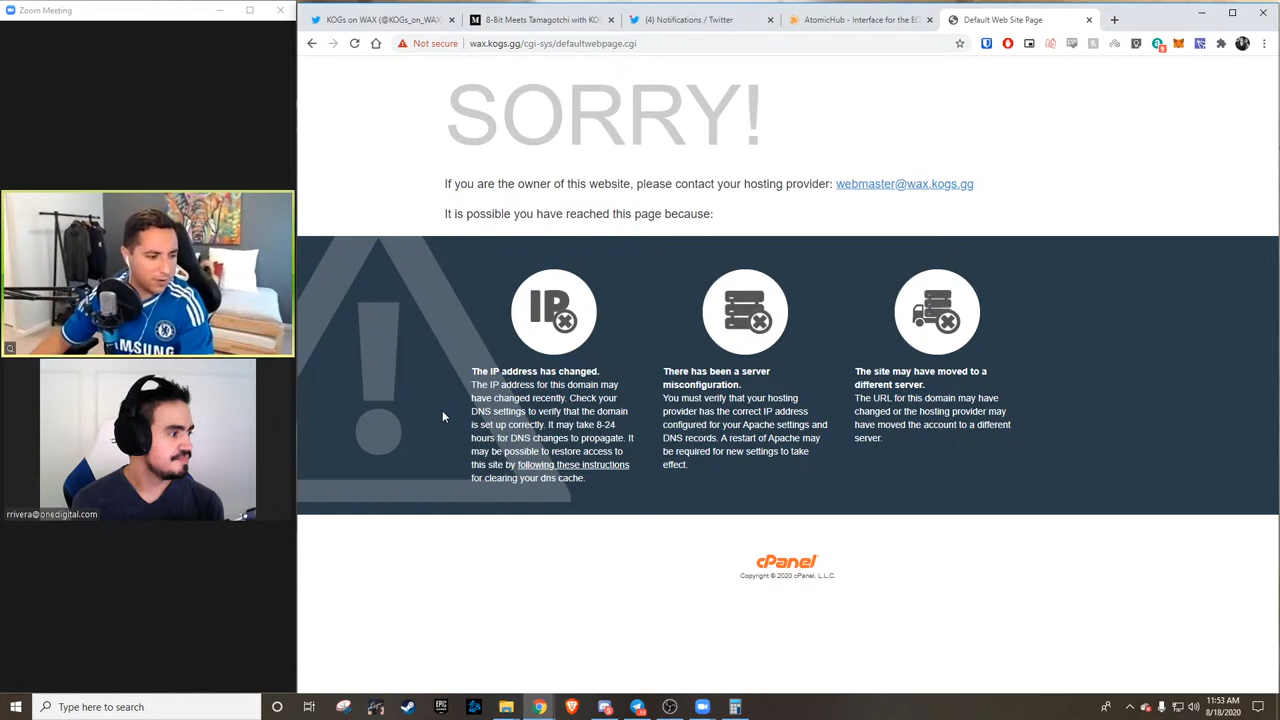 Zoom Meeting
KOGs on WAX (@KOGs_on_WAX
8-Bit Meets Tamagotchi with KO
(4) Notifications / Twitter
AtomicHub - Interface for the EO
Default Web Site Page
Not secure
wax.kogs.gg/cgi-sys/defaultwebpage.cgi
SORRY!
If you are the owner of this website, please contact your hosting provider: webmaster@wax.kogs.gg
It is possible you have reached this page because:
IP
The IP address has changed.
The IP address for this domain may
have changed recently. Check your
DNS settings to verify that the domain
is set up correctly. It may take 8-24
hours for DNS changes to propagate. It
may be possible to restore access to
this site by following these instructions
for clearing your dns cache.
There has been a server
misconfiguration.
You must verify that your hosting
provider has the correct IP address
configured for your Apache settings and
DNS records. A restart of Apache may
be required for new settings to take
effect.
The site may have moved to a
different server.
The URL for this domain may have
changed or the hosting provider may
have moved the account to a different
server.
SAMSUNG
rrivera@onedigital.com
cPanel
Copyright © 2020 cPanel, L.L.C.
Type here to search
EPIC
11:53 AM
8/18/2020